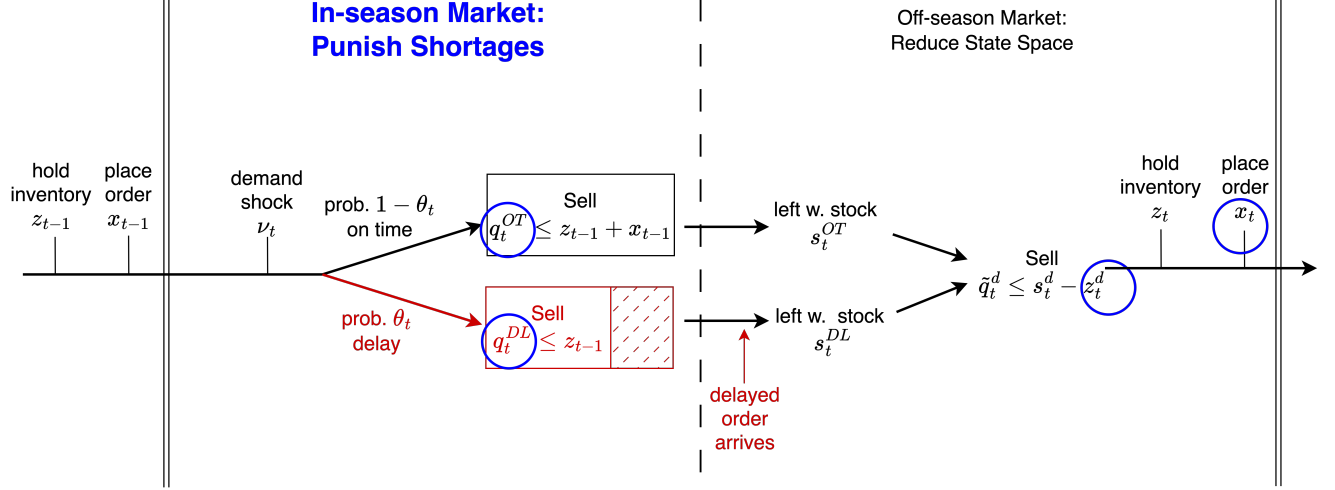 In-season Market:
Punish Shortages
Off-season Market:
Reduce State Space
hold
inventory
z_{t−1}
place
order
x_{t−1}
demand
shock
ν_t
prob. 1 − θ_t
on time
Sell
q_t^{OT} ≤ z_{t−1} + x_{t−1}
prob. θ_t
delay
Sell
q_t^{DL} ≤ z_{t−1}
left w. stock
s_t^{OT}
left w. stock
s_t^{DL}
delayed
order
arrives
Sell
q̃_t^d ≤ s_t^d − z_t^d
hold
inventory
z_t
place
order
x_t